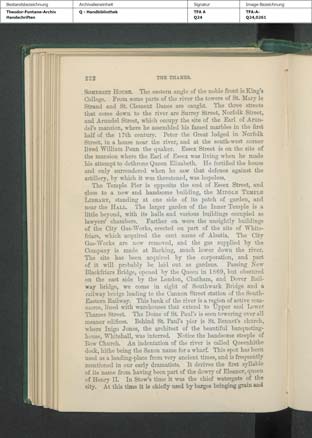 Bestandsbezeichnung Archivalieneinheit Signatur Image-Bezeichnung
Theodor-Fontane-Archiv Q - Handbibliothek TFA A TFA-A-
Handschriften Q24 Q24,0261
212 THE THAMES.
SOMERSET HOUSE. The eastern angle of the noble front is King's
College. From some parts of the river the towers of St. Mary le
Strand and St. Clement Danes are caught. The three streets
that come down to the river are Surrey Street, Norfolk Street,
and Arundel Street, which occupy the site of the Earl of Arun-
del's mansion, where he assembled his famed marbles in the first
half of the 17th century. Peter the Great lodged in Norfolk
Street, in a house near the river, and at the south-west corner
lived William Penn the quaker. Essex Street is on the site of
the mansion where the Earl of Essex was living when he made
his attempt to dethrone Queen Elizabeth. He fortified the house
and only surrendered when he saw that defence against the
artillery, by which it was threatened, was hopeless.
The Temple Pier is opposite the end of Essex Street, and
close to a new and handsome building, the MIDDLE TEMPLE
LIBRARY, standing at one side of its patch of garden, and
near the HALL. The larger garden of the Inner Temple is a
little beyond, with its halls and various buildings occupied as
lawyers' chambers. Farther on were the unsightly buildings
of the City Gas-Works, erected on part of the site of White-
friars, which acquired the cant name of Alsatia. The City
Gas-Works are now removed, and the gas supplied by the
Company is made at Barking, much lower down the river.
The site has been acquired by the corporation, and part
of it will probably be laid out as gardens. Passing New
Blackfriars Bridge, opened by the Queen in 1869, but obscured
on the east side by the London, Chatham, and Dover Rail-
way bridge, we come in sight of Southwark Bridge and a
railway bridge leading to the Cannon Street station of the South-
Eastern Railway. This bank of the river is a region of active com-
merce, lined with warehouses that extend to Upper and Lower
Thames Street. The Dome of St. Paul's is seen towering over all
meaner edifices. Behind St. Paul's pier is St. Bennet's church,
where Inigo Jones, the architect of the beautiful banqueting-
house, Whitehall, was interred. Notice the handsome steeple of
Bow Church. An indentation of the river is called Queenhithe
dock, hithe being the Saxon name for a wharf. This spot has been
used as a landing-place from very ancient times, and is frequently
mentioned in our early dramatists. It derives the first syllable
of its name from having been part of the dowry of Eleanor, queen
of Henry II. In Stow's time it was the chief watergate of the
city. At this time it is chiefly used by barges bringing grain and